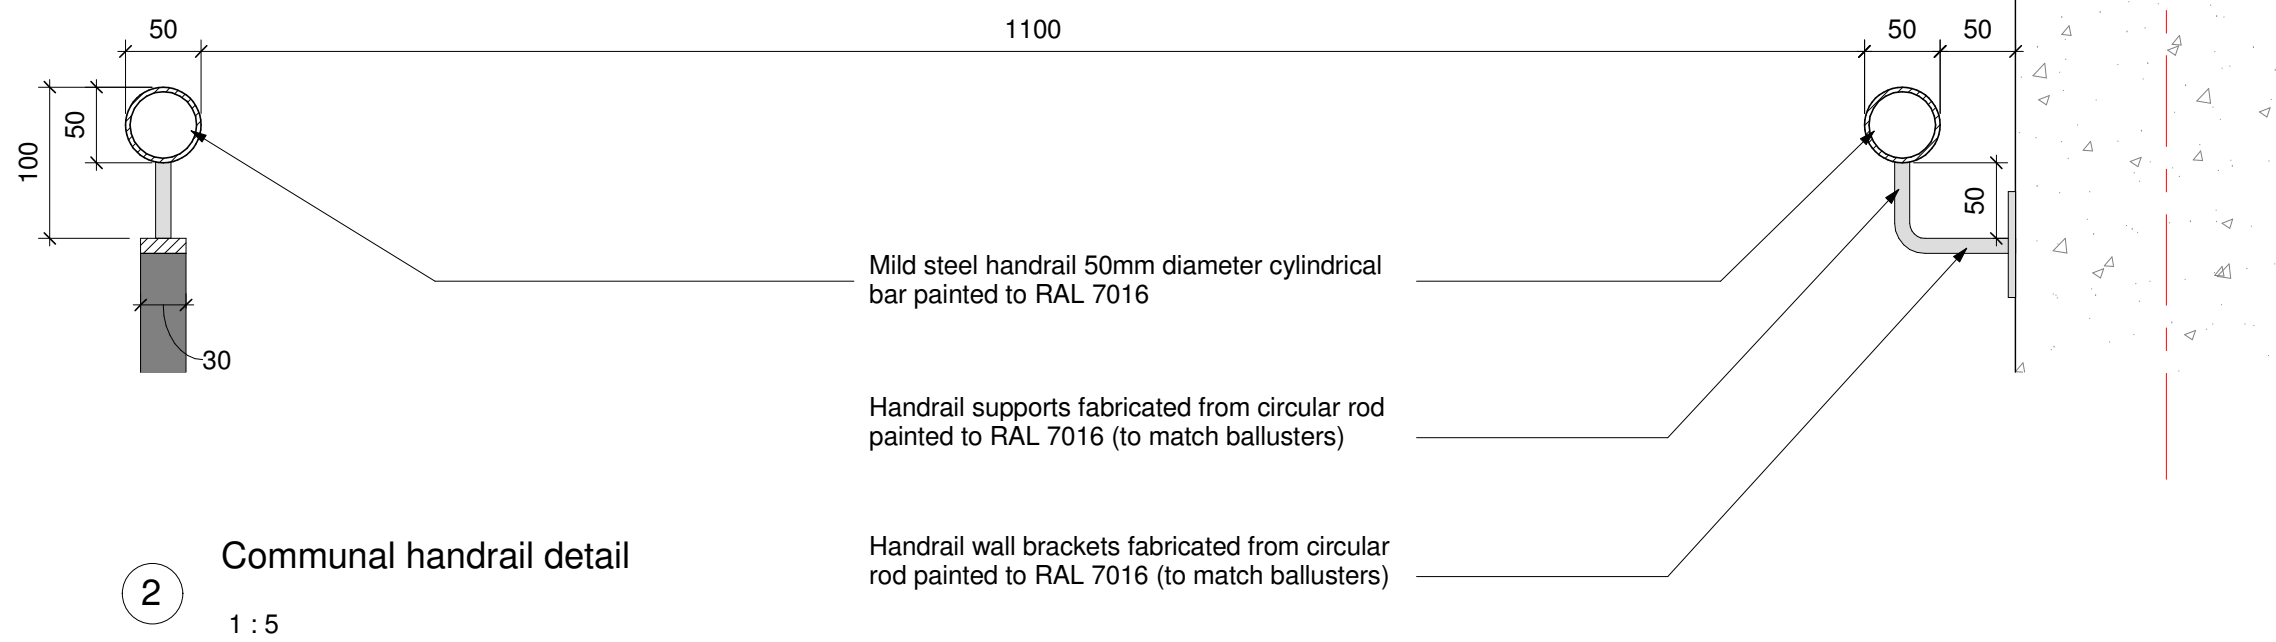 50
1100
50
50
50
100
50
Mild steel handrail 50mm diameter cylindrical
bar painted to RAL 7016
30
Handrail supports fabricated from circular rod
painted to RAL 7016 (to match ballusters)
Handrail wall brackets fabricated from circular
rod painted to RAL 7016 (to match ballusters)
2
Communal handrail detail
1 : 5